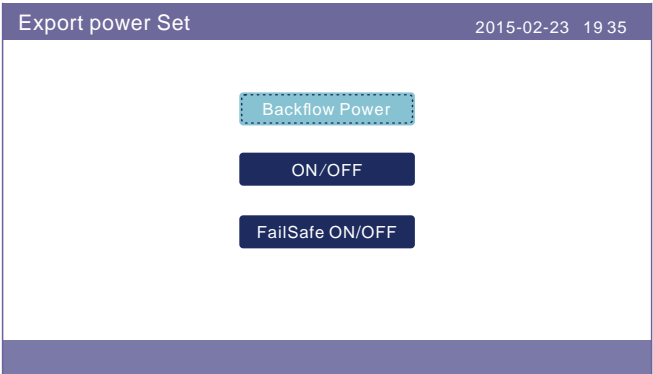 Export power Set
2015-02-23 19 35
Backflow Power
ON/OFF
FailSafe ON/OFF